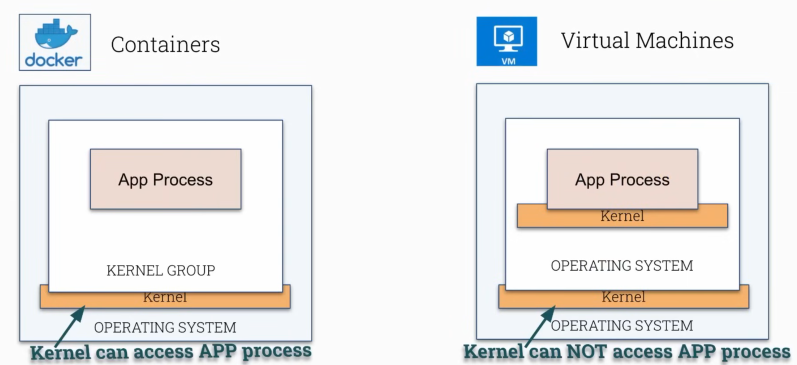 docker
Containers
App Process
KERNEL GROUP
Kernel
OPERATING SYSTEM
Kernel can access APP process
VM
Virtual Machines
App Process
Kernel
OPERATING SYSTEM
Kernel
OPERATING SYSTEM
Kernel can NOT access APP process